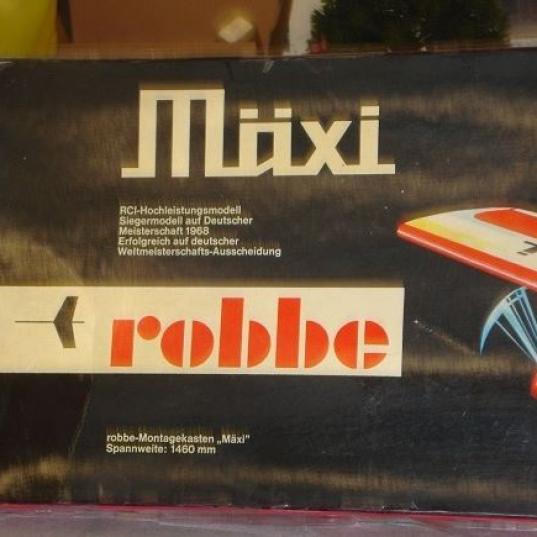 Mäxi
RCI-Hochleistungsmodell
Siegermodell auf Deutscher
Meisterschaft 1968
Erfolgreich auf deutscher
Weltmeisterschafts-Ausscheidung
robbe
robbe-Montagekasten „Mäxi"
Spannweite: 1460 mm